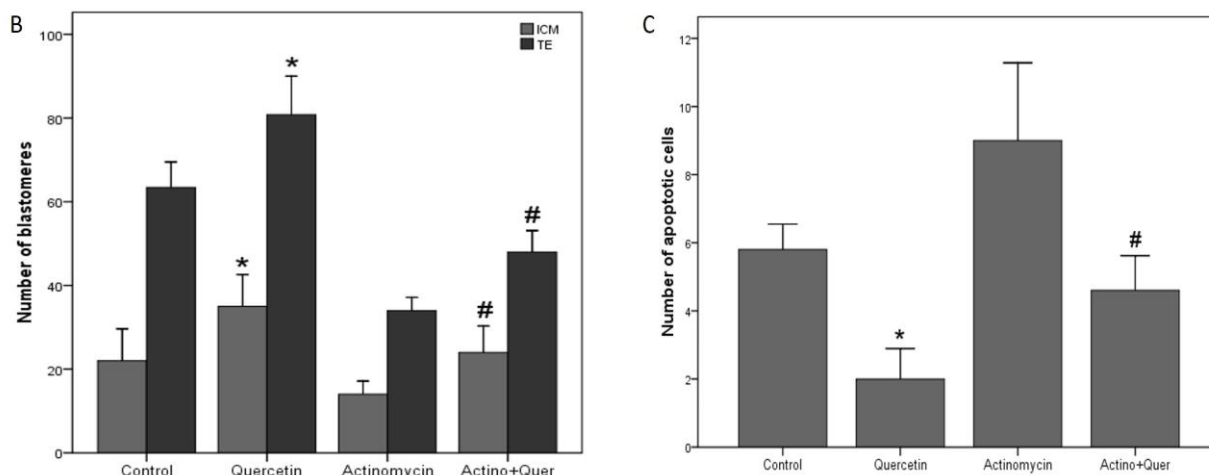 B
Number of blastomeres
100
80
60
40
20
0
ICM
TE
*
*
#
#
Control
Quercetin
Actinomycin
Actino+Quer
C
Number of apoptotic cells
12
10
8
6
4
2
0
*
#
Control
Quercetin
Actinomycin
Actino+Quer